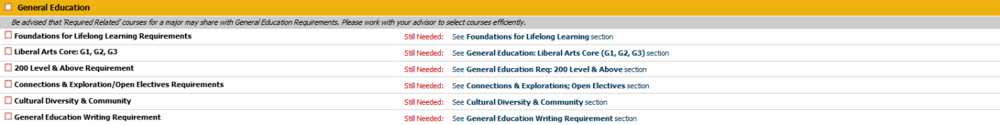 General Education
Be advised that 'Required Related' courses for a major may share with General Education Requirements. Please work with your advisor to select courses efficiently.
Foundations for Lifelong Learning Requirements Still Needed: See Foundations for Lifelong Learning section
Liberal Arts Core: G1, G2, G3 Still Needed: See General Education: Liberal Arts Core (G1, G2, G3) section
200 Level & Above Requirement Still Needed: See General Education Req: 200 Level & Above section
Connections & Exploration/Open Electives Requirements Still Needed: See Connections & Explorations; Open Electives section
Cultural Diversity & Community Still Needed: See Cultural Diversity & Community section
General Education Writing Requirement Still Needed: See General Education Writing Requirement section